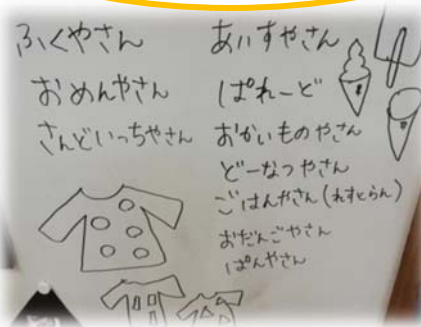 ふくやさん
おめんやさん
さんどいっちやさん
あいすやさん
ぱれーど
おかいものやさん
どーなつやさん
ごはんやさん(れすとらん)
おだんごやさん
ぱんやさん